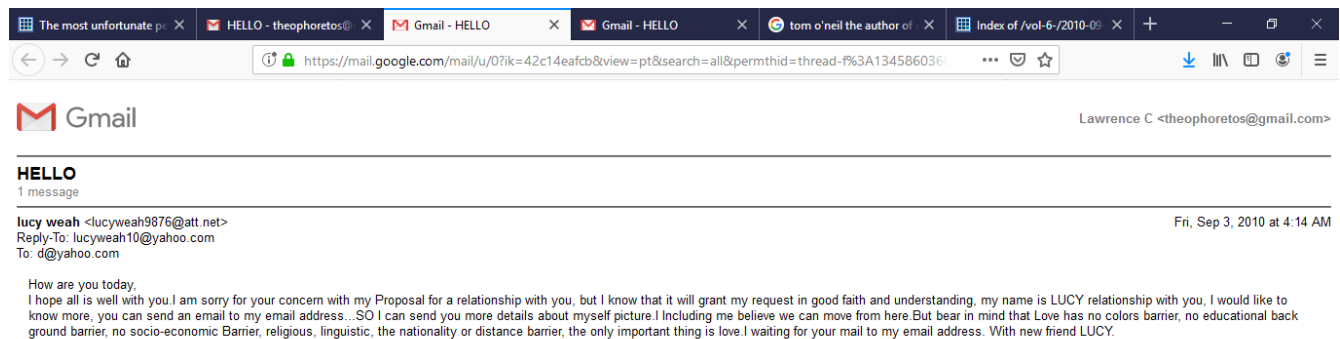 The most unfortunate pe
HELLO - theophoretos@
Gmail - HELLO
Gmail - HELLO
tom o'neil the author of
Index of /vol-6-/2010-09-
https://mail.google.com/mail/u/0?ik=42c14eafcb&view=pt&search=all&permthid=thread-f%3A134586036
Gmail
Lawrence C <theophoretos@gmail.com>
HELLO
1 message
lucy weah <lucyweah9876@att.net>
Fri, Sep 3, 2010 at 4:14 AM
Reply-To: lucyweah10@yahoo.com
To: d@yahoo.com
How are you today,
I hope all is well with you.I am sorry for your concern with my Proposal for a relationship with you, but I know that it will grant my request in good faith and understanding, my name is LUCY relationship with you, I would like to
know more, you can send an email to my email address...SO I can send you more details about myself picture.I Including me believe we can move from here.But bear in mind that Love has no colors barrier, no educational back
ground barrier, no socio-economic Barrier, religious, linguistic, the nationality or distance barrier, the only important thing is love.I waiting for your mail to my email address. With new friend LUCY.